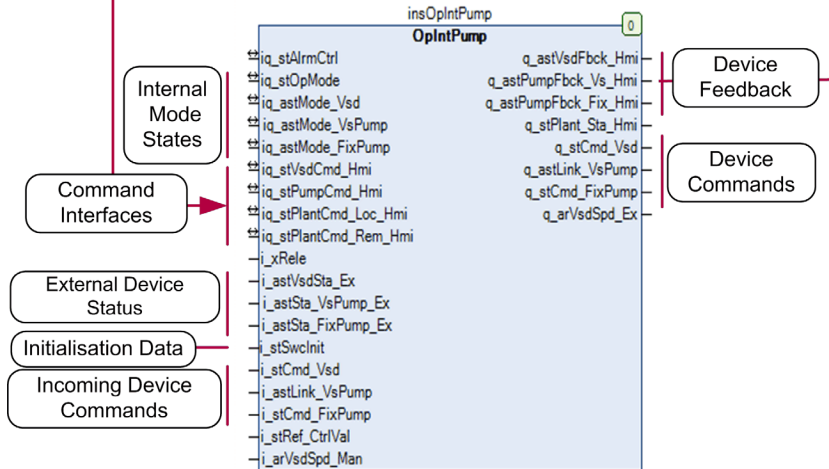 insOpIntPump
0
OpIntPump
iq_stAlrmCtrl
iq_stOpMode
iq_astMode_Vsd
iq_astMode_VsPump
iq_astMode_FixPump
iq_stVsdCmd_Hmi
iq_stPumpCmd_Hmi
iq_stPlantCmd_Loc_Hmi
iq_stPlantCmd_Rem_Hmi
i_xRele
i_astVsdSta_Ex
i_astSta_VsPump_Ex
i_astSta_FixPump_Ex
i_stSwcInit
i_stCmd_Vsd
i_astLink_VsPump
i_stCmd_FixPump
i_stRef_CtrlVal
i_arVsdSpd_Man
q_astVsdFbck_Hmi
q_astPumpFbck_Vs_Hmi
q_astPumpFbck_Fix_Hmi
q_stPlant_Sta_Hmi
q_stCmd_Vsd
q_astLink_VsPump
q_stCmd_FixPump
q_arVsdSpd_Ex
Internal
Mode
States
Command
Interfaces
External Device
Status
Initialisation Data
Incoming Device
Commands
Device
Feedback
Device
Commands